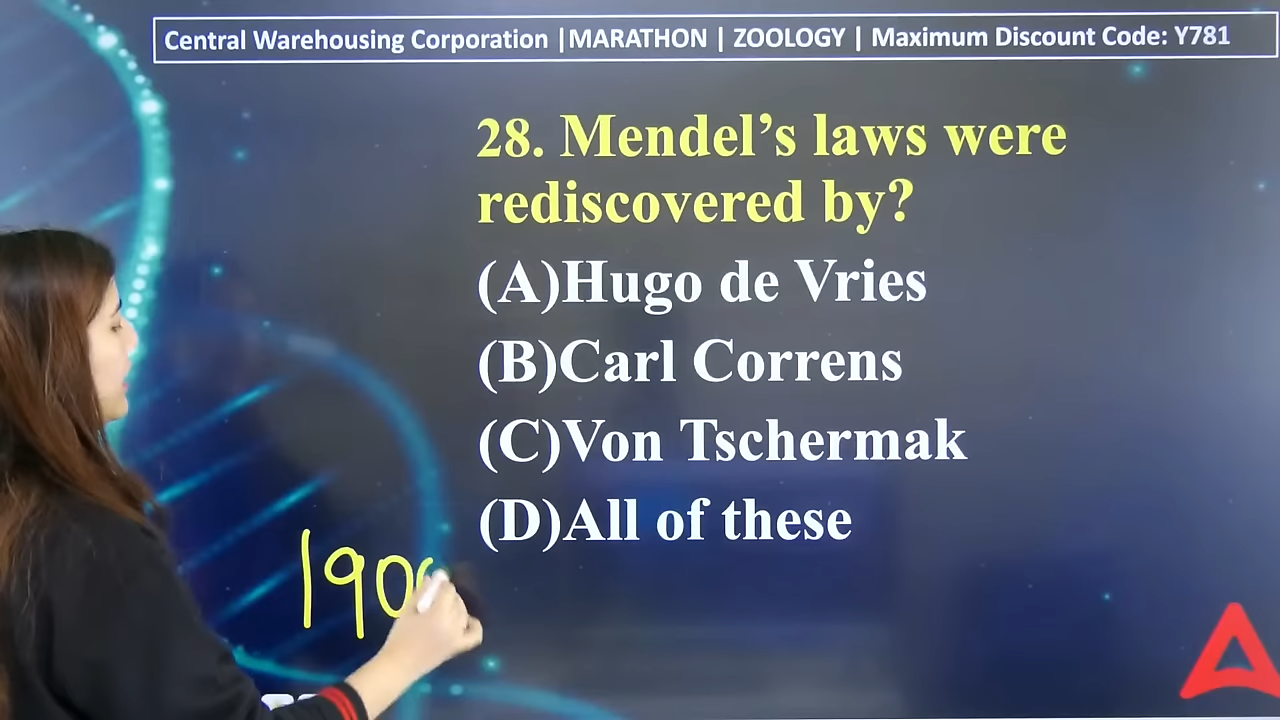 Central Warehousing Corporation |MARATHON | ZOOLOGY | Maximum Discount Code: Y781
28. Mendel's laws were
rediscovered by?
(A)Hugo de Vries
(B)Carl Correns
(C)Von Tschermak
(D)All of these
190